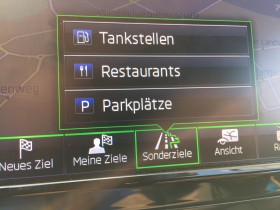 Tankstellen
Restaurants
P Parkplätze
Neues Ziel
Meine Ziele
Sonderziele
Ansicht